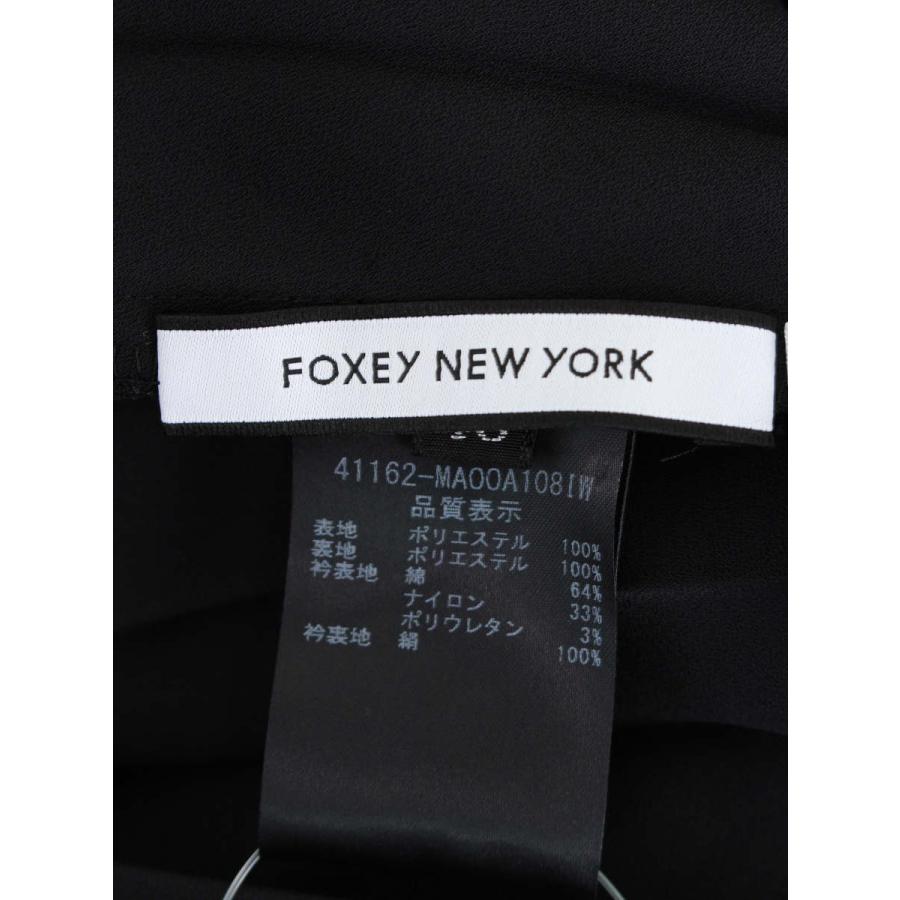 FOXEY NEW YORK
41162-MAOOA108IW
品質表示
表地 ポリエステル 100%
裏地 ポリエステル 100%
衿表地 綿 64%
ナイロン 33%
ポリウレタン 3%
衿裏地 絹 100%